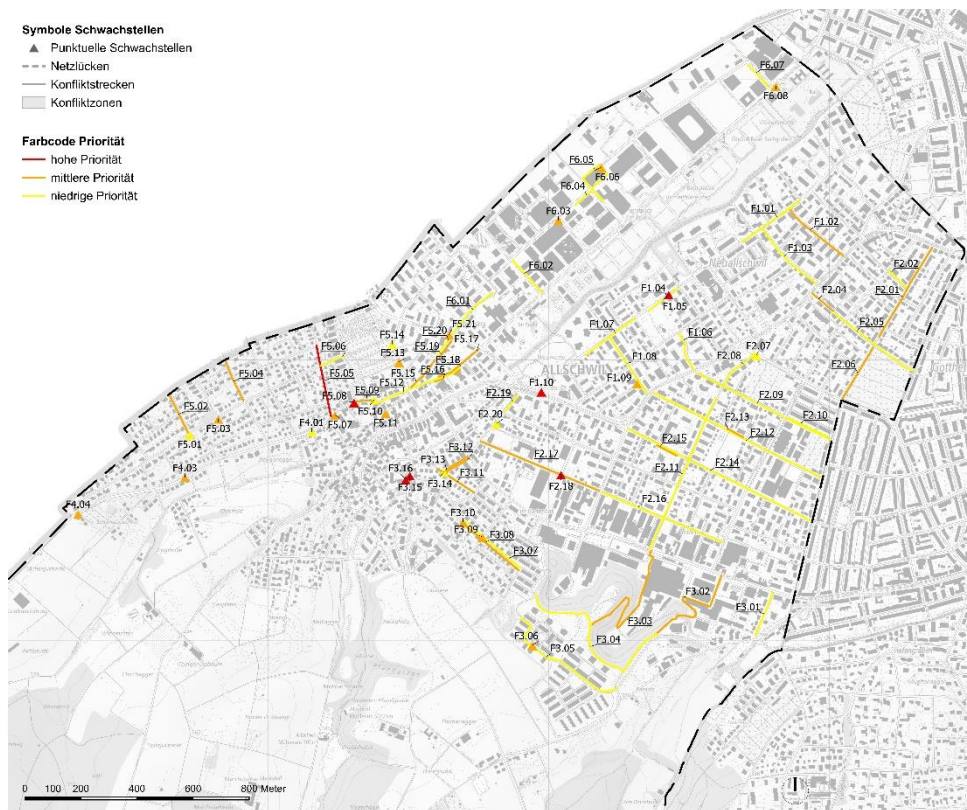 Symbole Schwachstellen
Punktuelle Schwachstellen
Netzlücken
Konfliktstrecken
Konfliktzonen
Farbcode Priorität
hohe Priorität
mittlere Priorität
niedrige Priorität
F6.07
F6.08
F6.05
F6.06
F6.04
F6.03
F6.02
F6.01
F1.01
F1.02
F1.03
Neuallschwil
F2.02
F2.01
F2.04
F2.05
F2.06
F1.04
F1.05
F1.07
F1.06
F1.08
F2.07
F2.08
F1.09
F2.09
F2.10
F5.21
F5.20
F5.17
F5.14
F5.19
F5.13
F5.18
F5.15
F5.16
F5.12
F5.06
F5.05
F5.04
F5.09
F5.08
F5.10
F5.11
F5.07
F5.02
F5.03
F5.01
F4.01
F4.03
F4.04
ALLSCHWIL
F1.10
F2.19
F2.20
F2.13
F2.12
F2.15
F2.11
F2.14
F2.17
F2.18
F2.16
F3.12
F3.13
F3.11
F3.16
F3.14
F3.15
F3.10
F3.09
F3.08
F3.07
F3.02
F3.01
F3.03
F3.04
F3.06
F3.05
0 100 200 400 600 800 Meter